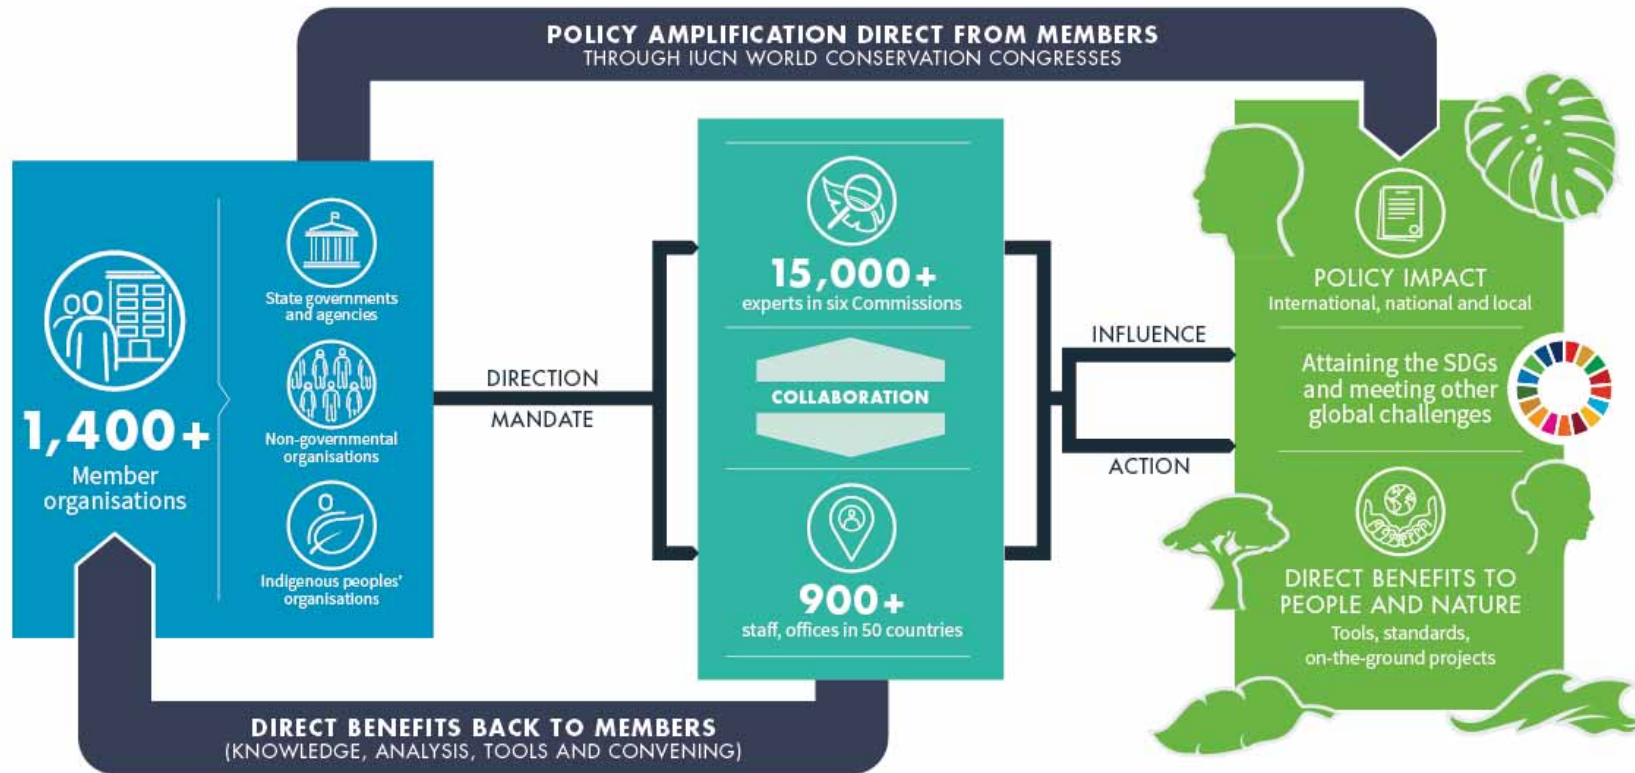 POLICY AMPLIFICATION DIRECT FROM MEMBERS
THROUGH IUCN WORLD CONSERVATION CONGRESSES
1,400+
Member
organisations
State governments
and agencies
Non-governmental
organisations
Indigenous peoples'
organisations
DIRECTION
MANDATE
15,000+
experts in six Commissions
COLLABORATION
900+
staff, offices in 50 countries
INFLUENCE
ACTION
POLICY IMPACT
International, national and local
Attaining the SDGs
and meeting other
global challenges
DIRECT BENEFITS TO
PEOPLE AND NATURE
Tools, standards,
on-the-ground projects
DIRECT BENEFITS BACK TO MEMBERS
(KNOWLEDGE, ANALYSIS, TOOLS AND CONVENING)